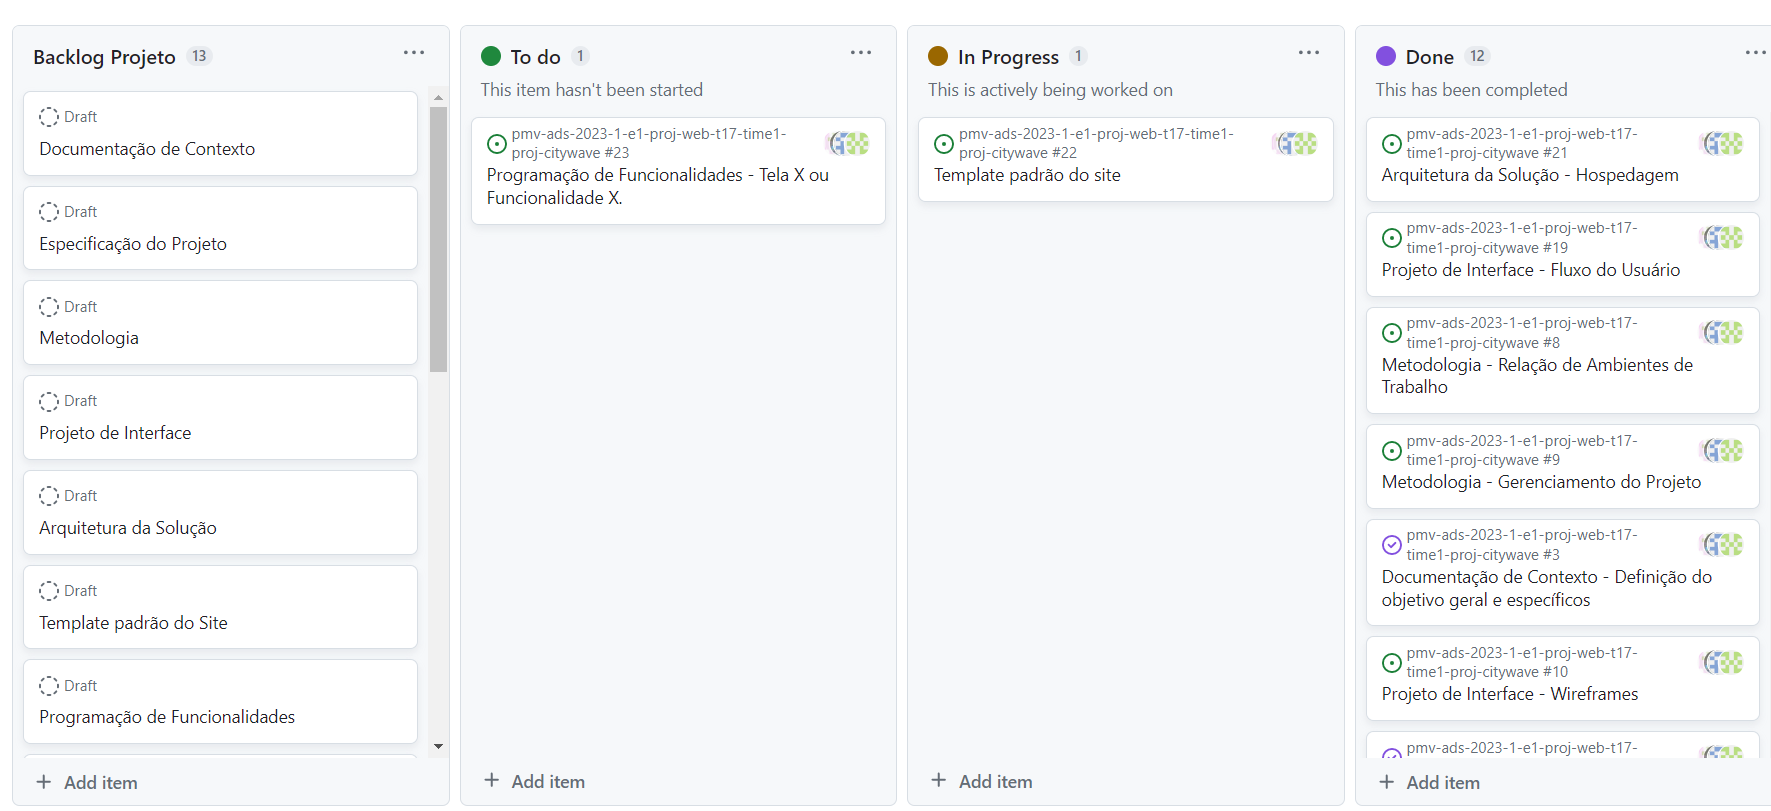 Backlog Projeto 13
Draft
Documentação de Contexto
Draft
Especificação do Projeto
Draft
Metodologia
Draft
Projeto de Interface
Draft
Arquitetura da Solução
Draft
Template padrão do Site
Draft
Programação de Funcionalidades
+ Add item
To do 1
This item hasn't been started
pmv-ads-2023-1-e1-proj-web-t17-time1-
proj-citywave #23
Programação de Funcionalidades - Tela X ou
Funcionalidade X.
+ Add item
In Progress 1
This is actively being worked on
pmv-ads-2023-1-e1-proj-web-t17-time1-
proj-citywave #22
Template padrão do site
+ Add item
Done 12
This has been completed
pmv-ads-2023-1-e1-proj-web-t17-
time1-proj-citywave #21
Arquitetura da Solução - Hospedagem
pmv-ads-2023-1-e1-proj-web-t17-
time1-proj-citywave #19
Projeto de Interface - Fluxo do Usuário
pmv-ads-2023-1-e1-proj-web-t17-
time1-proj-citywave #8
Metodologia - Relação de Ambientes de
Trabalho
pmv-ads-2023-1-e1-proj-web-t17-
time1-proj-citywave #9
Metodologia - Gerenciamento do Projeto
pmv-ads-2023-1-e1-proj-web-t17-
time1-proj-citywave #3
Documentação de Contexto - Definição do
objetivo geral e específicos
pmv-ads-2023-1-e1-proj-web-t17-
time1-proj-citywave #10
Projeto de Interface - Wireframes
pmv-ads-2023-1-e1-proj-web-t17-
+ Add item